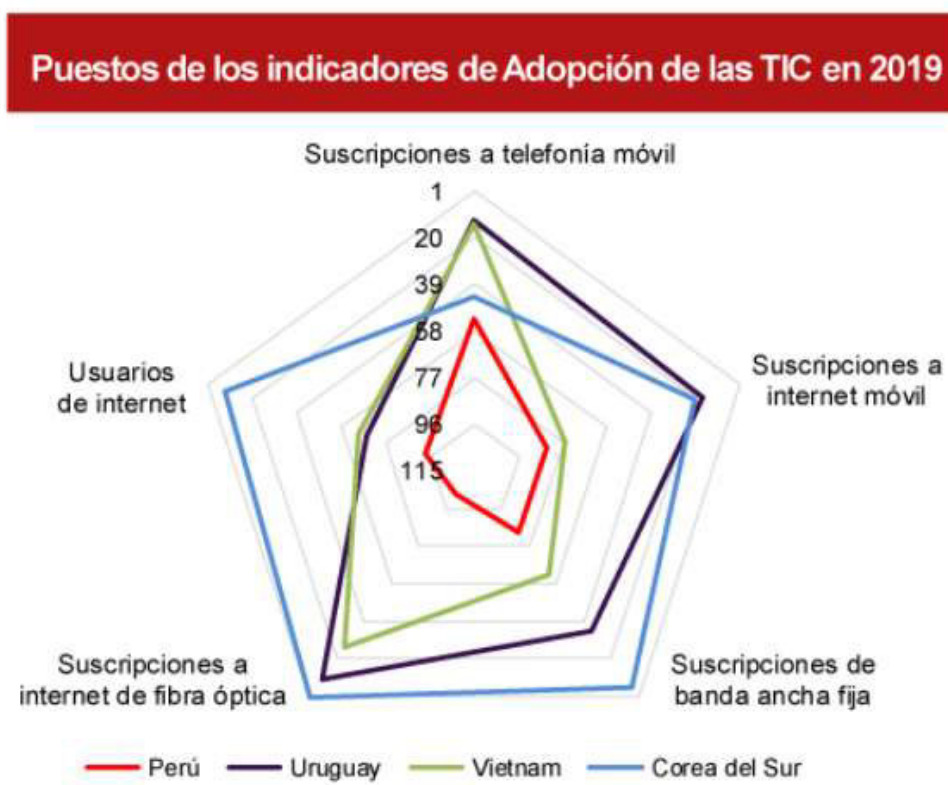 Puestos de los indicadores de Adopción de las TIC en 2019
Suscripciones a telefonía móvil
1
20
39
58
77
96
115
Suscripciones a
internet móvil
Usuarios
de internet
Suscripciones a
internet de fibra óptica
Suscripciones de
banda ancha fija
Perú Uruguay Vietnam Corea del Sur